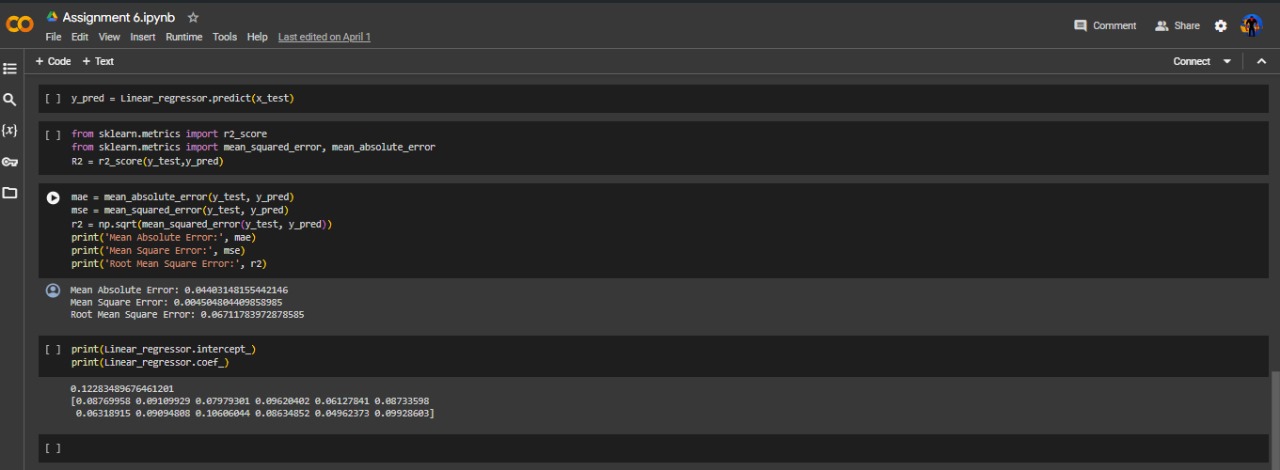 Assignment 6.ipynb
File Edit View Insert Runtime Tools Help Last edited on April 1
Comment Share
+ Code + Text
Connect
[ ] y_pred = Linear_regressor.predict(x_test)
[ ] from sklearn.metrics import r2_score
from sklearn.metrics import mean_squared_error, mean_absolute_error
R2 = r2_score(y_test,y_pred)
{x}
mae = mean_absolute_error(y_test, y_pred)
mse = mean_squared_error(y_test, y_pred)
r2 = np.sqrt(mean_squared_error(y_test, y_pred))
print('Mean Absolute Error:', mae)
print('Mean Square Error:', mse)
print('Root Mean Square Error:', r2)
Mean Absolute Error: 0.04403148155442146
Mean Square Error: 0.004504804409858985
Root Mean Square Error: 0.06711783972878585
[ ] print(Linear_regressor.intercept_)
print(Linear_regressor.coef_)
0.12283489676461201
[0.08769958 0.09109929 0.07979301 0.09620402 0.06127841 0.08733598
0.06318915 0.09094808 0.10606044 0.08634852 0.04962373 0.09928603]
[ ]